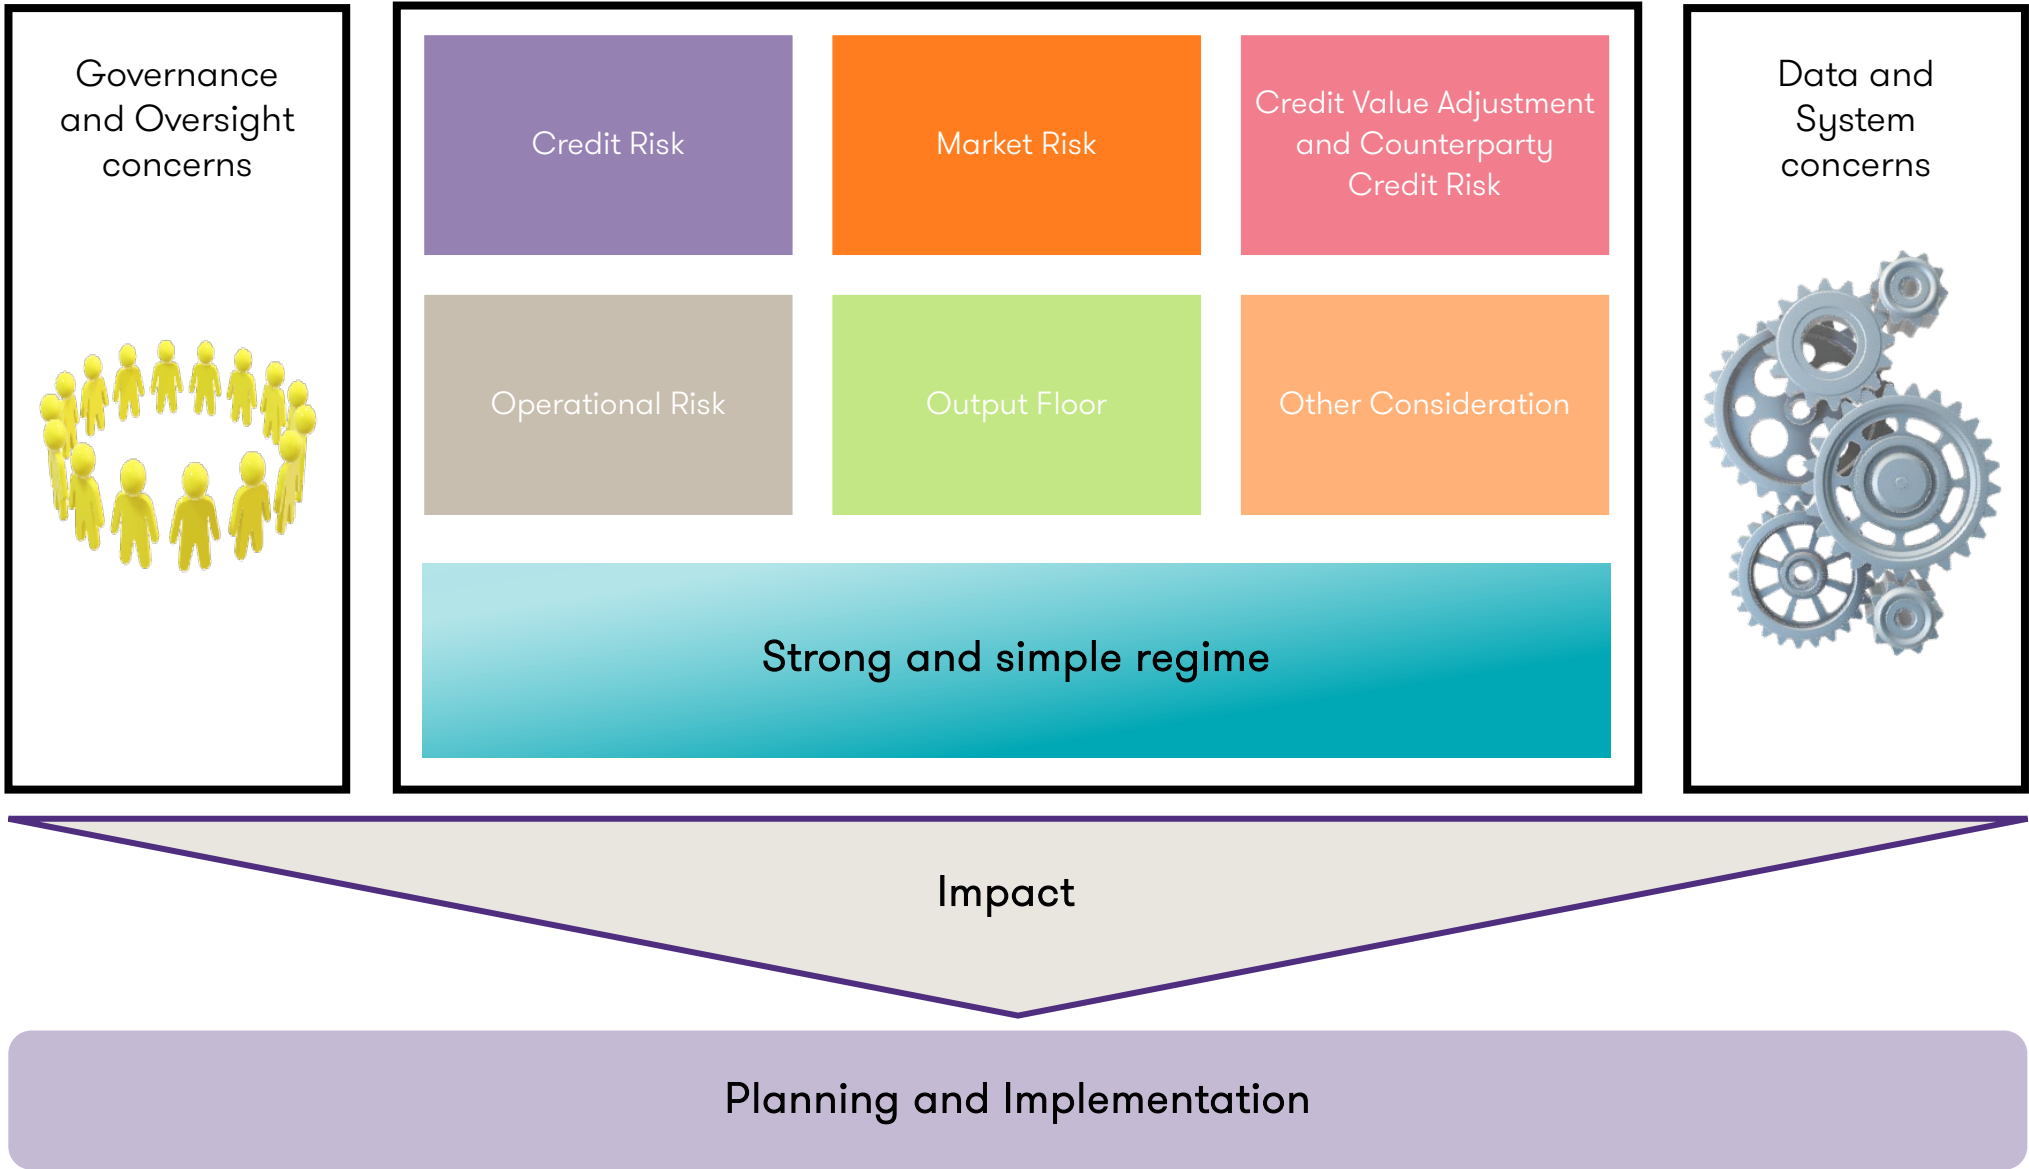 Governance
and Oversight
concerns
Credit Risk
Market Risk
Credit Value Adjustment
and Counterparty
Credit Risk
Operational Risk
Output Floor
Other Consideration
Strong and simple regime
Data and
System
concerns
Impact
Planning and Implementation